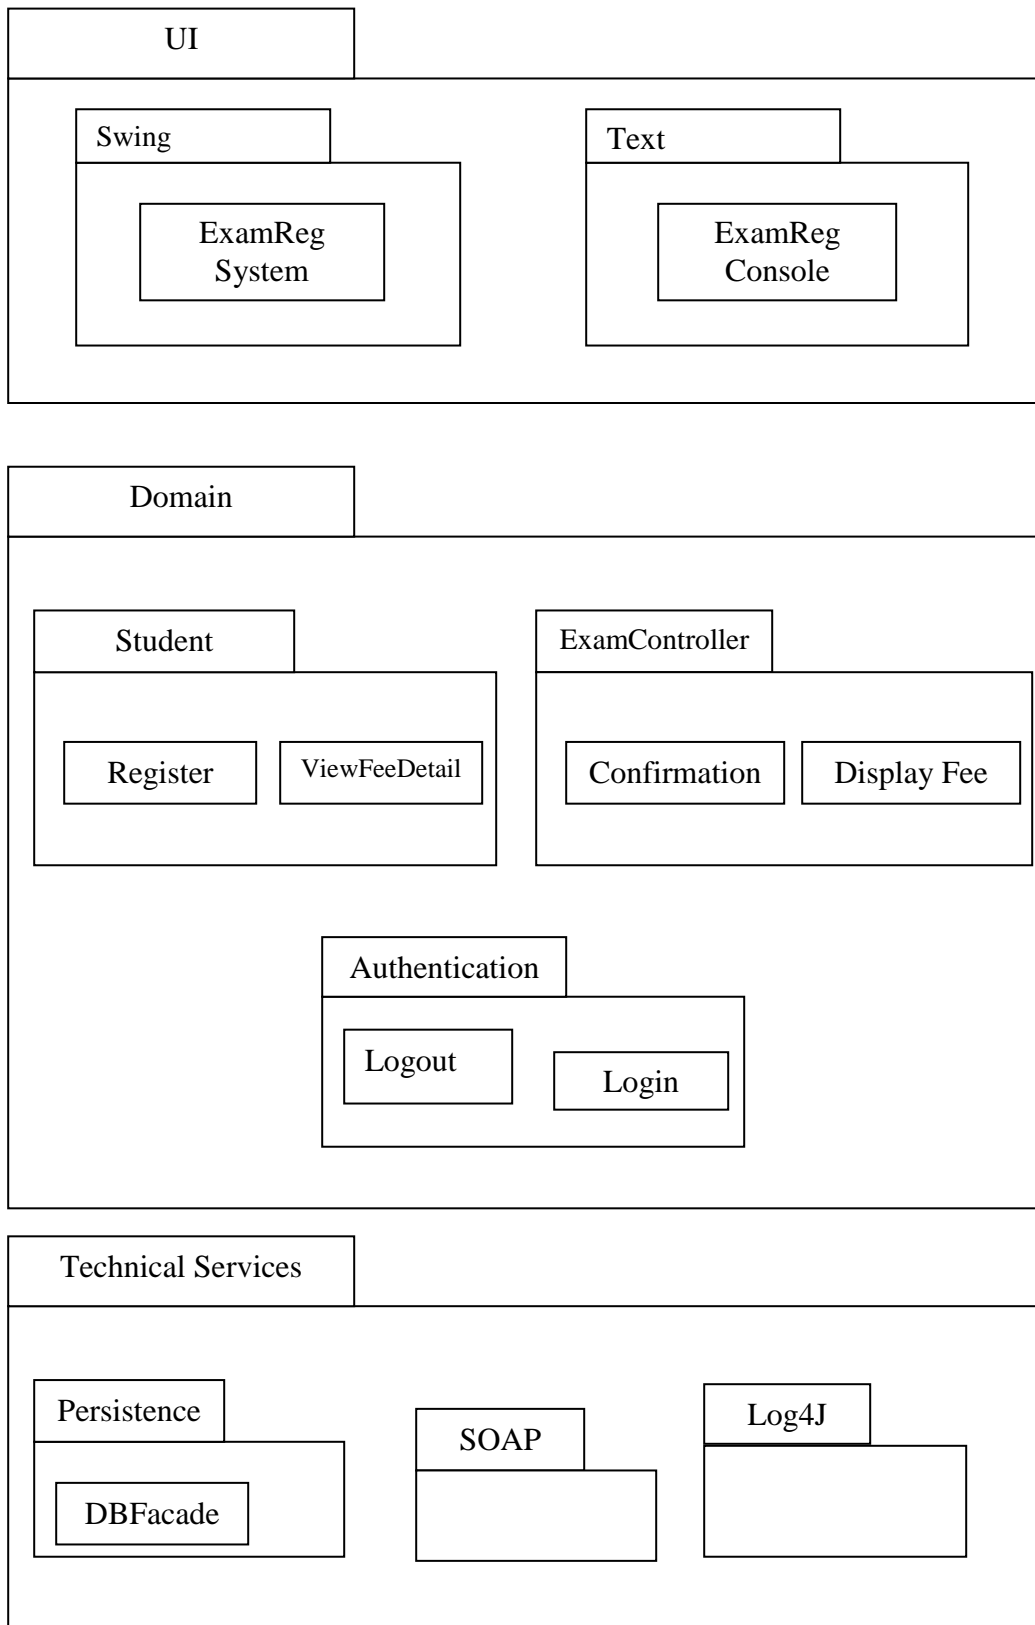 UI
Swing
Text
ExamReg
System
ExamReg
Console
Domain
Student
ExamController
Register
ViewFeeDetail
Confirmation
Display Fee
Authentication
Logout
Login
Technical Services
Persistence
SOAP
Log4J
DBFacade